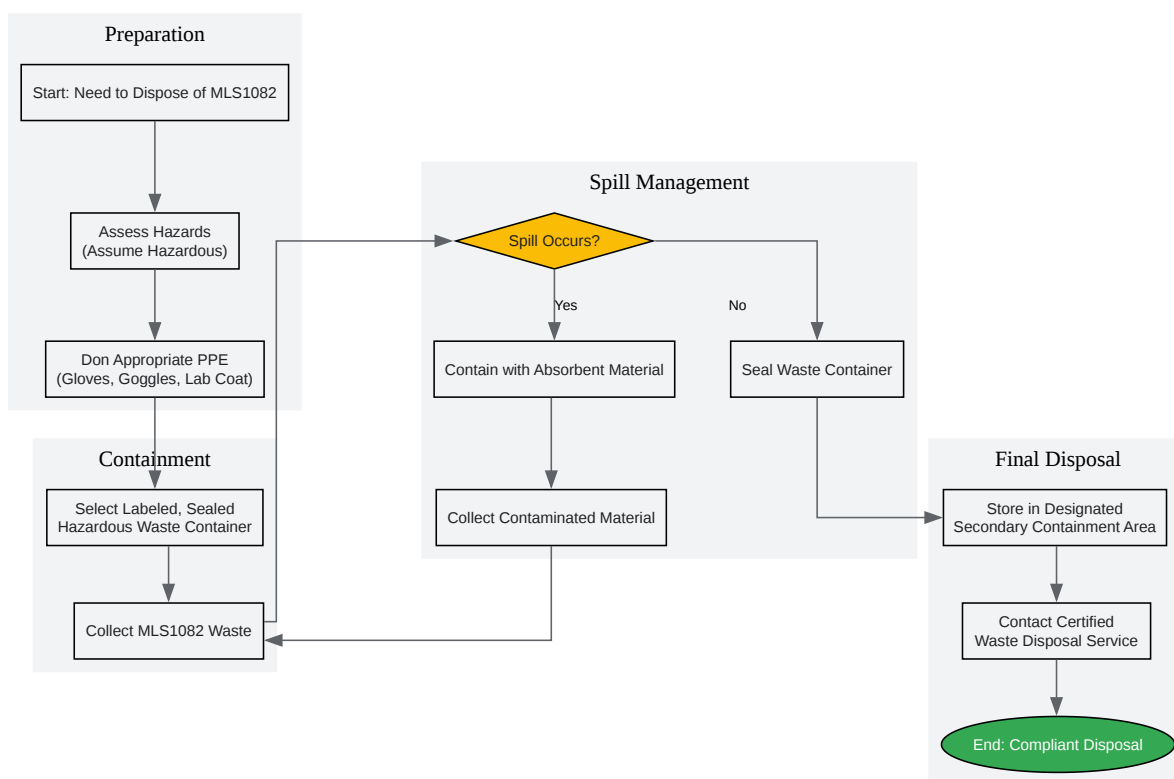 Preparation
Start: Need to Dispose of MLS1082
Assess Hazards
(Assume Hazardous)
Don Appropriate PPE
(Gloves, Goggles, Lab Coat)
Containment
Select Labeled, Sealed
Hazardous Waste Container
Collect MLS1082 Waste
Spill Management
Spill Occurs?
Yes
No
Contain with Absorbent Material
Seal Waste Container
Collect Contaminated Material
Final Disposal
Store in Designated
Secondary Containment Area
Contact Certified
Waste Disposal Service
End: Compliant Disposal